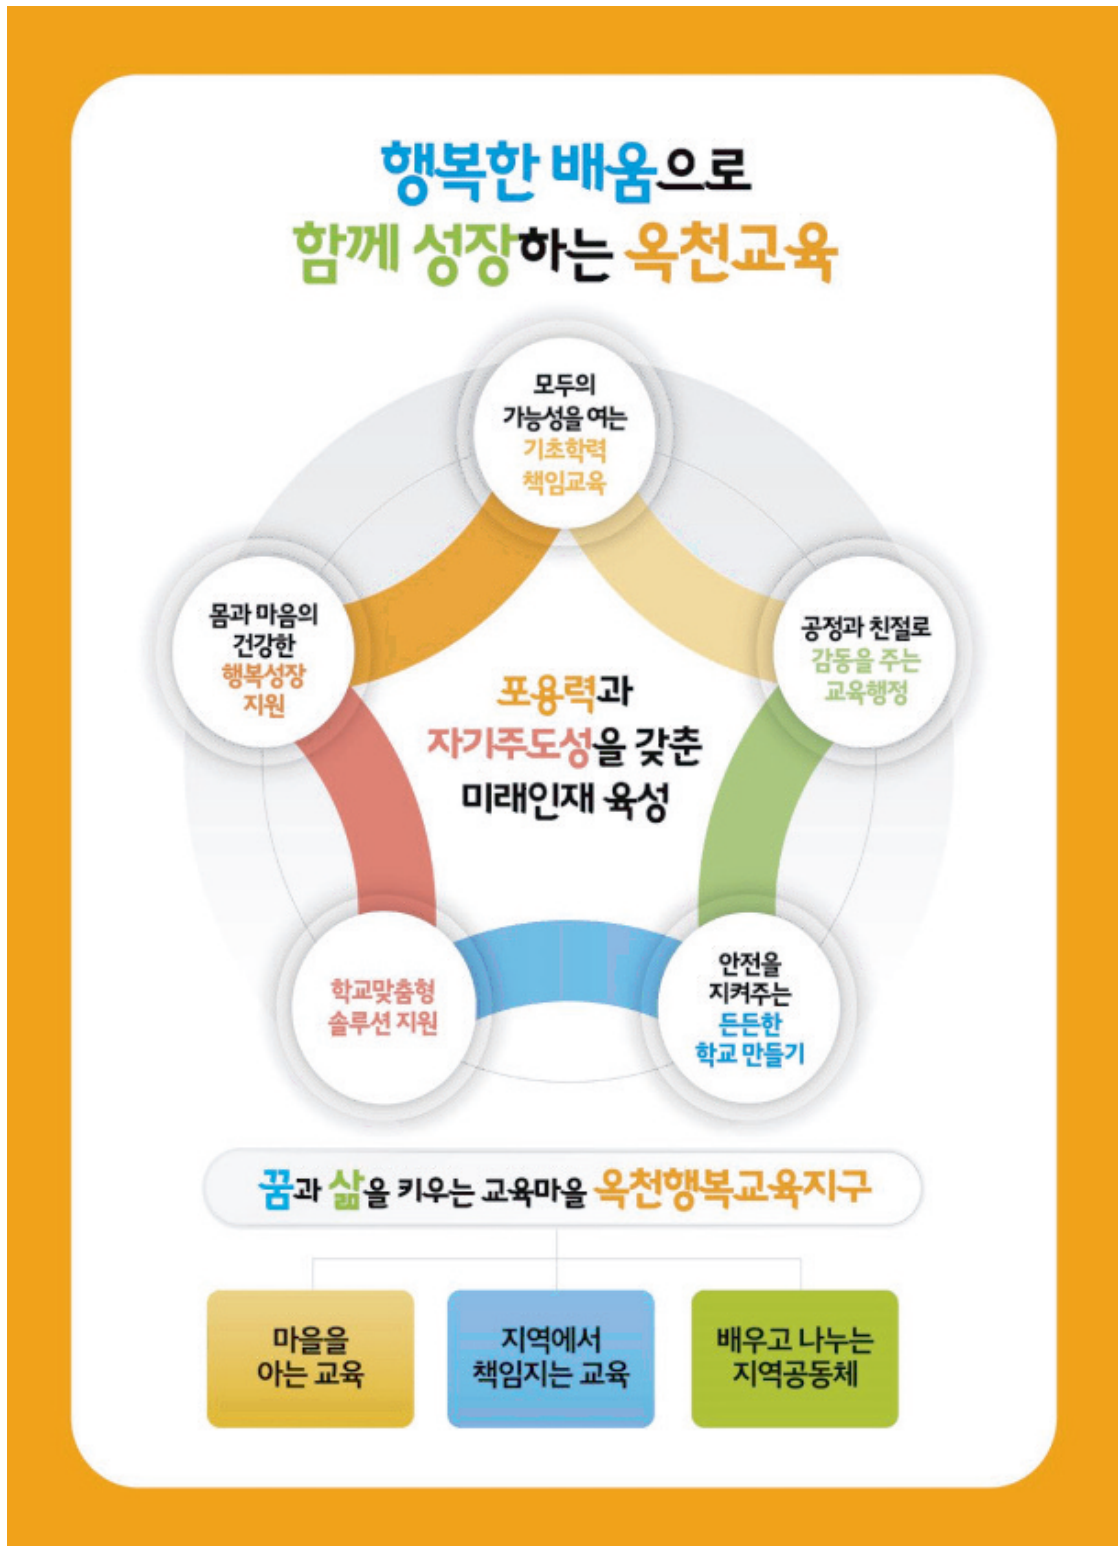 행복한 배움으로
함께 성장하는 옥천교육
모두의
가능성을 여는
기초학력
책임교육
몸과 마음의
건강한
행복성장
지원
공정과 친절로
감동을 주는
교육행정
포용력과
자기주도성을 갖춘
미래인재 육성
학교맞춤형
솔루션 지원
안전을
지켜주는
든든한
학교 만들기
꿈과 삶을 키우는 교육마을 옥천행복교육지구
마을을
아는 교육
지역에서
책임지는 교육
배우고 나누는
지역공동체